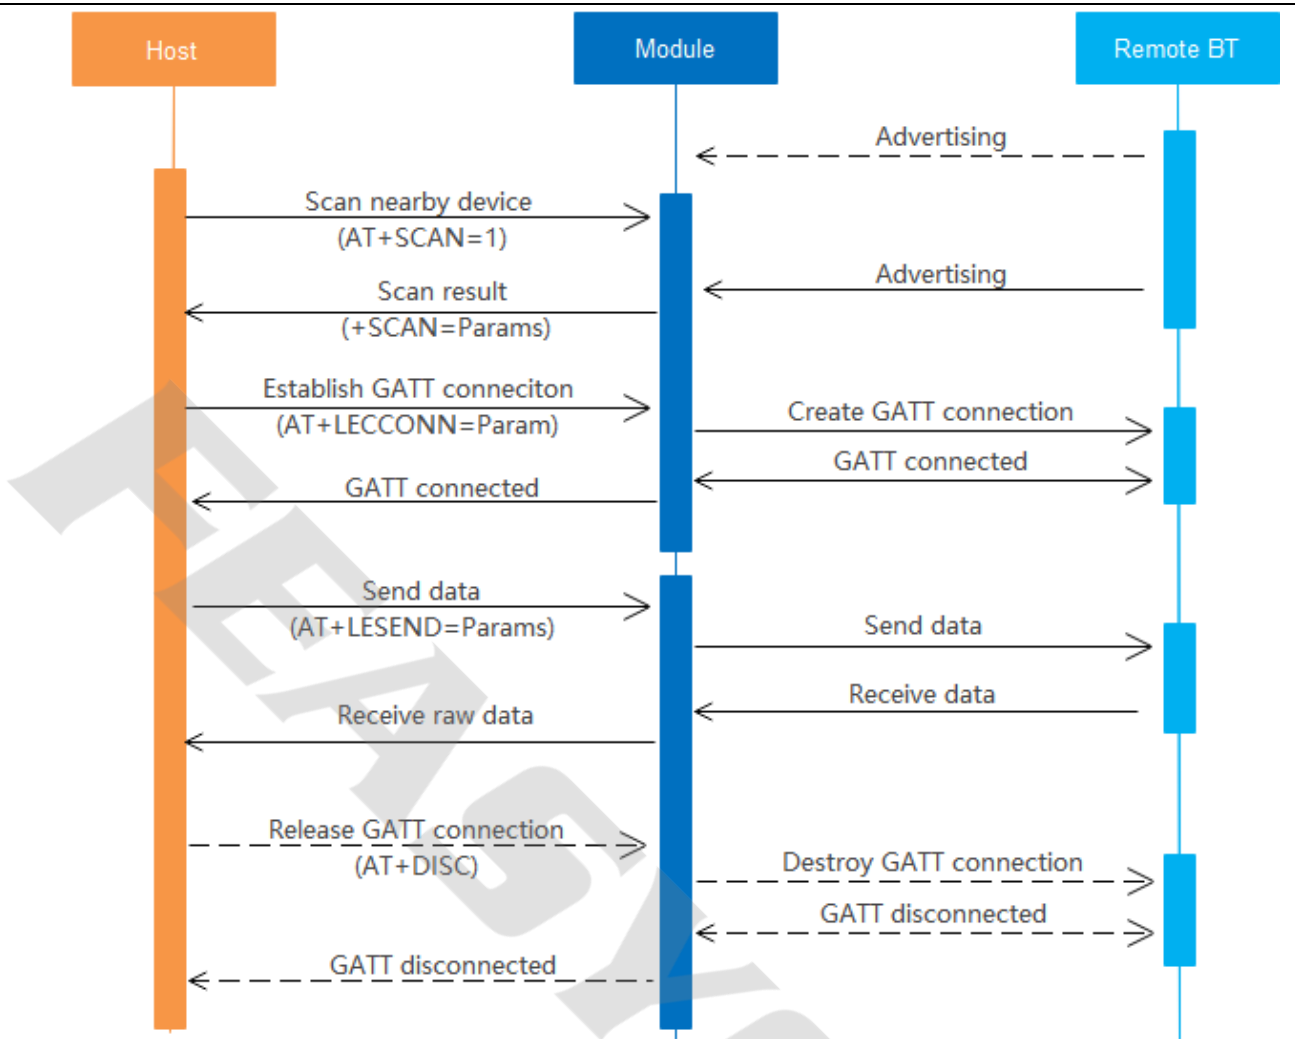 Host
Module
Remote BT
Advertising
Scan nearby device
(AT+SCAN=1)
Advertising
Scan result
(+SCAN=Params)
Establish GATT conneciton
(AT+LECCONN=Param)
Create GATT connection
GATT connected
GATT connected
Send data
(AT+LESEND=Params)
Send data
Receive data
Receive raw data
Release GATT connection
(AT+DISC)
Destroy GATT connection
GATT disconnected
GATT disconnected
FEASY